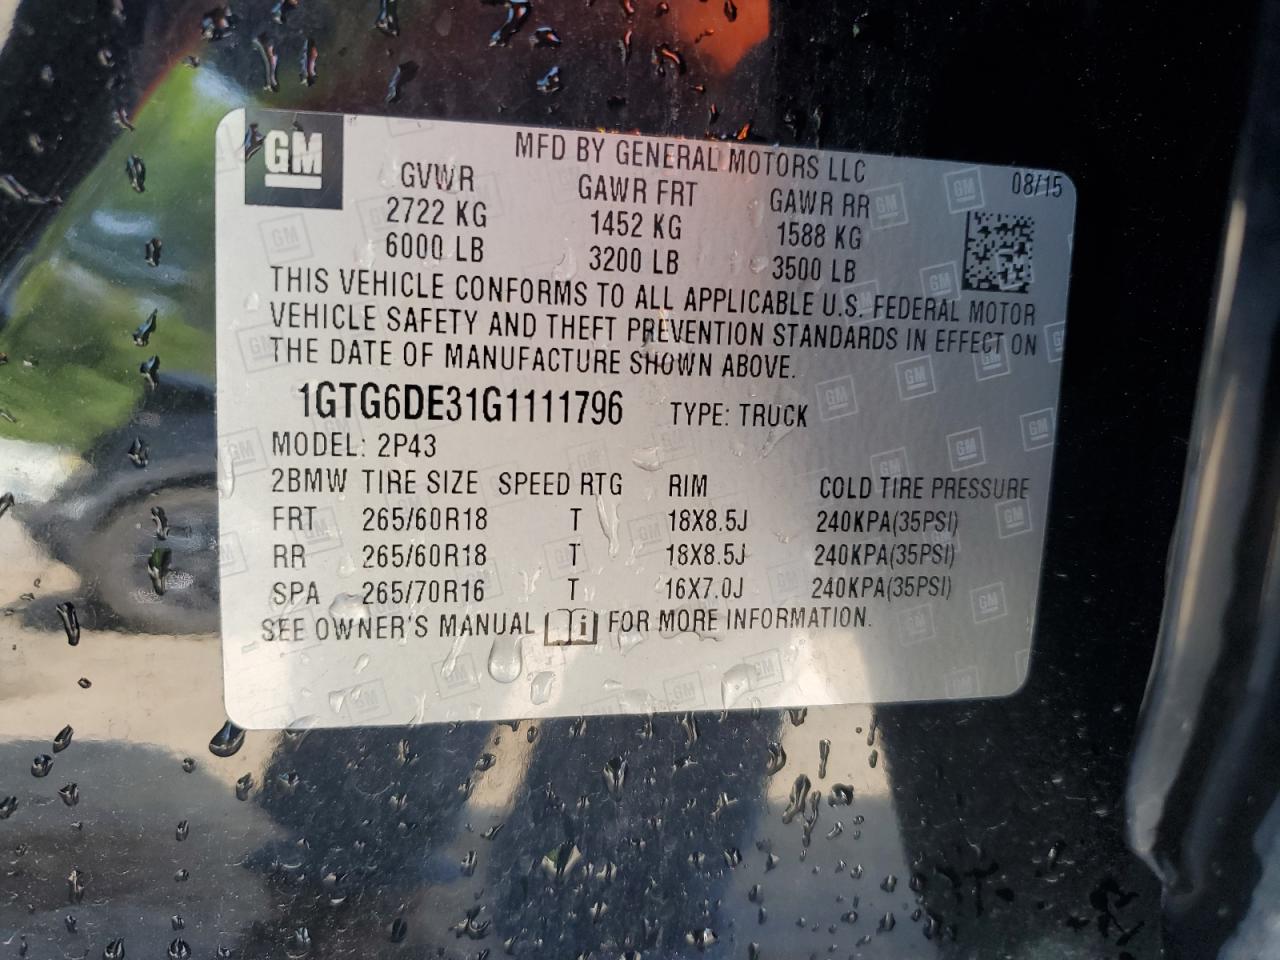 GM
MFD BY GENERAL MOTORS LLC
08/15
GVWR GAWR FRT GAWR RR
2722 KG 1452 KG 1588 KG
6000 LB 3200 LB 3500 LB
THIS VEHICLE CONFORMS TO ALL APPLICABLE U.S. FEDERAL MOTOR
VEHICLE SAFETY AND THEFT PREVENTION STANDARDS IN EFFECT ON
THE DATE OF MANUFACTURE SHOWN ABOVE.
1GTG6DE31G1111796 TYPE: TRUCK
MODEL: 2P43
2BMW TIRE SIZE SPEED RTG RIM COLD TIRE PRESSURE
FRT 265/60R18 T 18X8.5J 240KPA(35PSI)
RR 265/60R18 T 18X8.5J 240KPA(35PSI)
SPA 265/70R16 T 16X7.0J 240KPA(35PSI)
SEE OWNER'S MANUAL i FOR MORE INFORMATION.